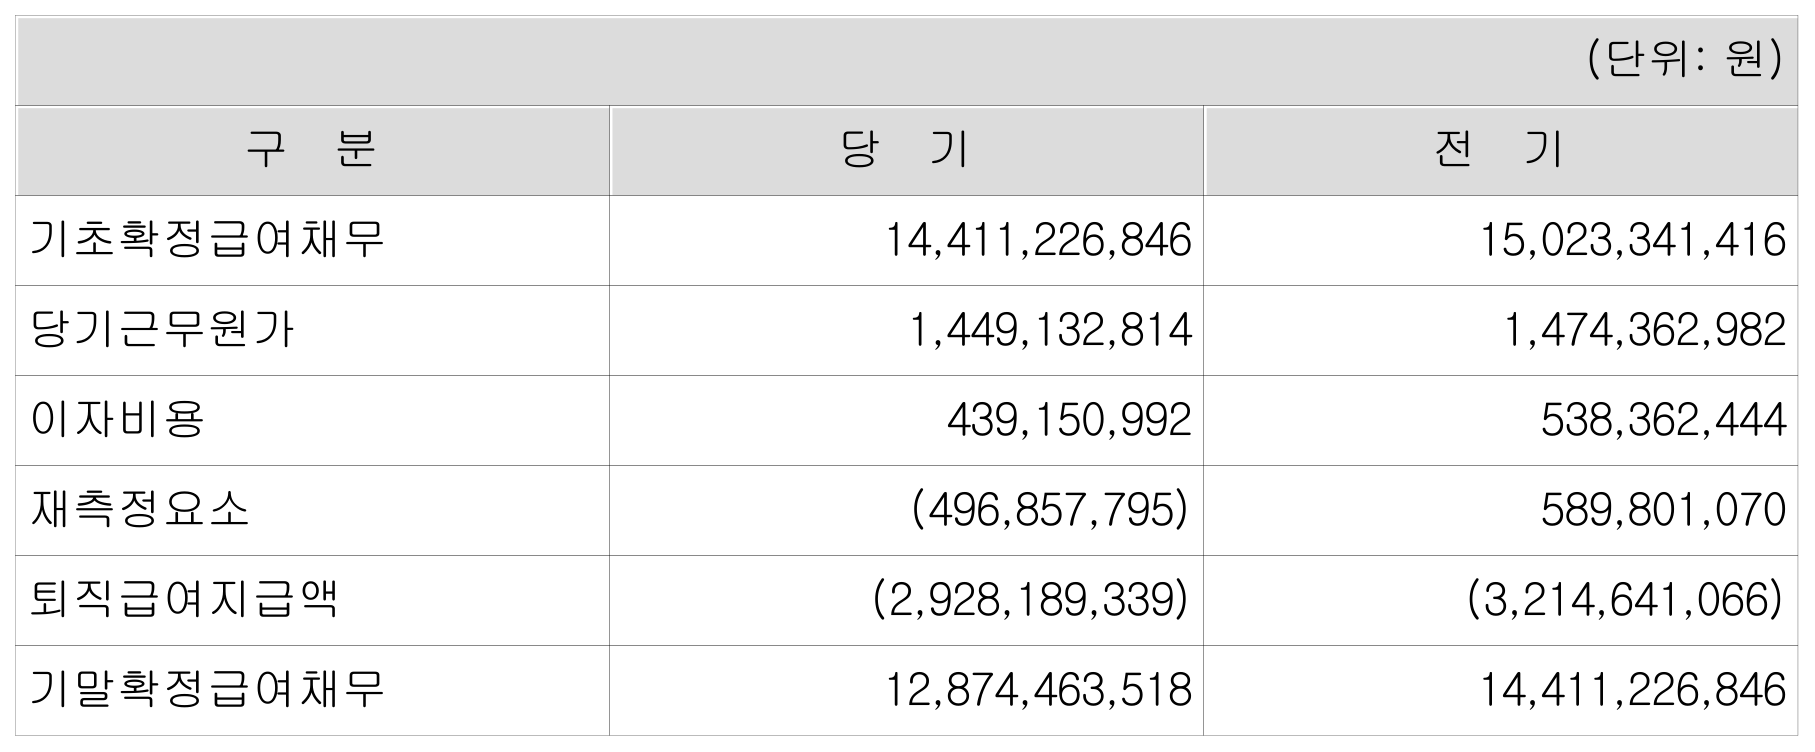 (단위: 원)
구 분 당 기 전 기
기초확정급여채무 14,411,226,846 15,023,341,416
당기근무원가 1,449,132,814 1,474,362,982
이자비용 439,150,992 538,362,444
재측정요소 (496,857,795) 589,801,070
퇴직급여지급액 (2,928,189,339) (3,214,641,066)
기말확정급여채무 12,874,463,518 14,411,226,846